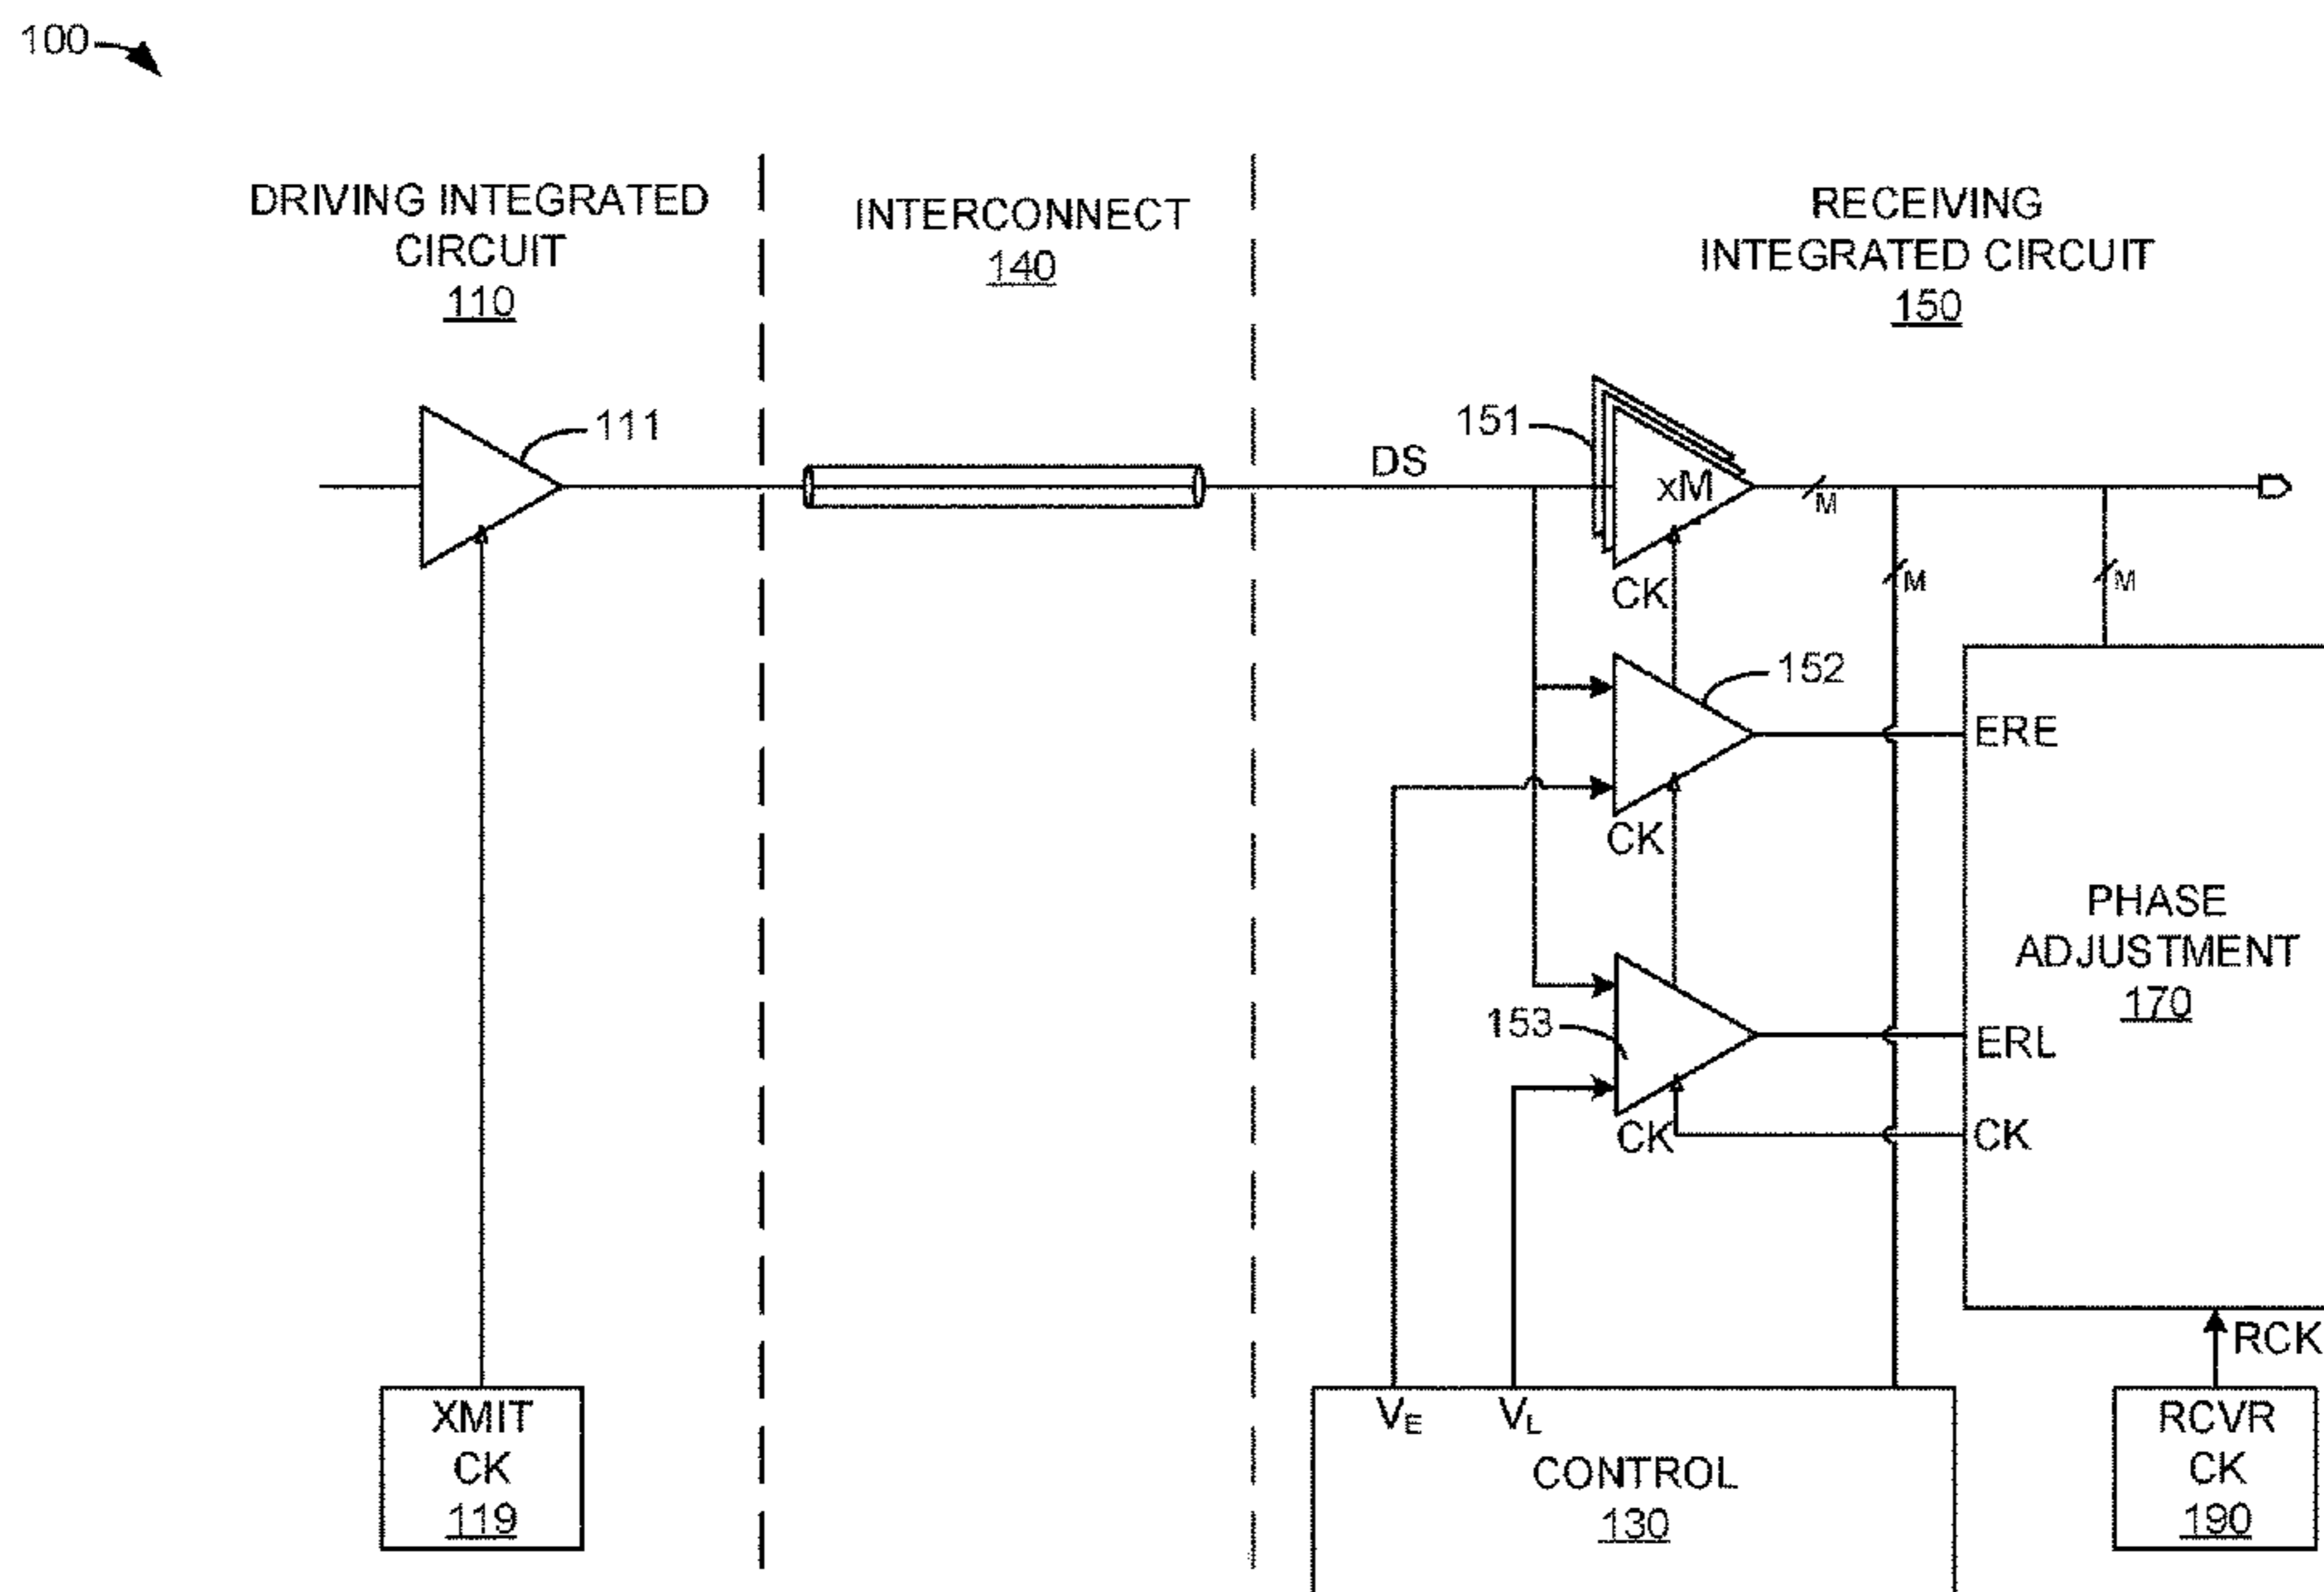 100
DRIVING INTEGRATED
CIRCUIT
110
INTERCONNECT
140
RECEIVING
INTEGRATED CIRCUIT
150
111
DS
151
xM
M
CK
M
M
152
ERE
CK
PHASE
ADJUSTMENT
170
153
ERL
CK
CK
RCK
XMIT
CK
119
VE
VL
CONTROL
130
RCVR
CK
190